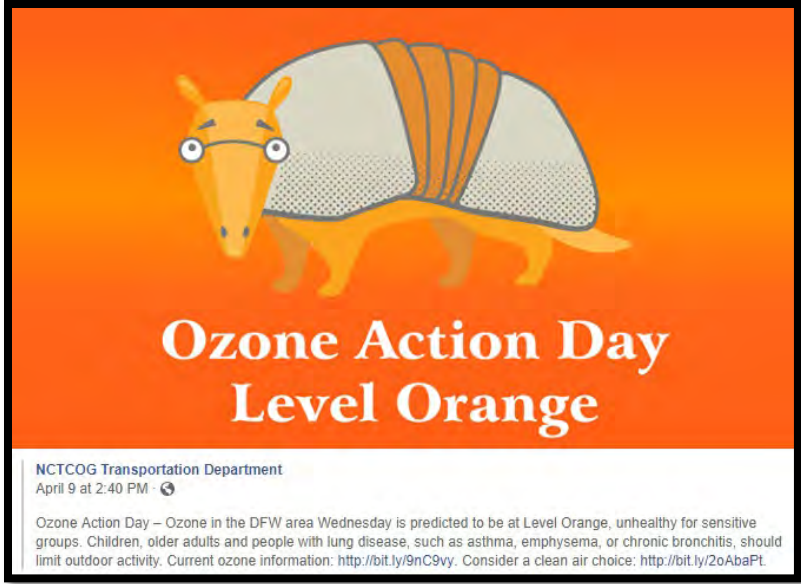 Ozone Action Day
Level Orange
NCTCOG Transportation Department
April 9 at 2:40 PM ·
Ozone Action Day – Ozone in the DFW area Wednesday is predicted to be at Level Orange, unhealthy for sensitive
groups. Children, older adults and people with lung disease, such as asthma, emphysema, or chronic bronchitis, should
limit outdoor activity. Current ozone information: http://bit.ly/9nC9vy. Consider a clean air choice: http://bit.ly/2oAbaPt.